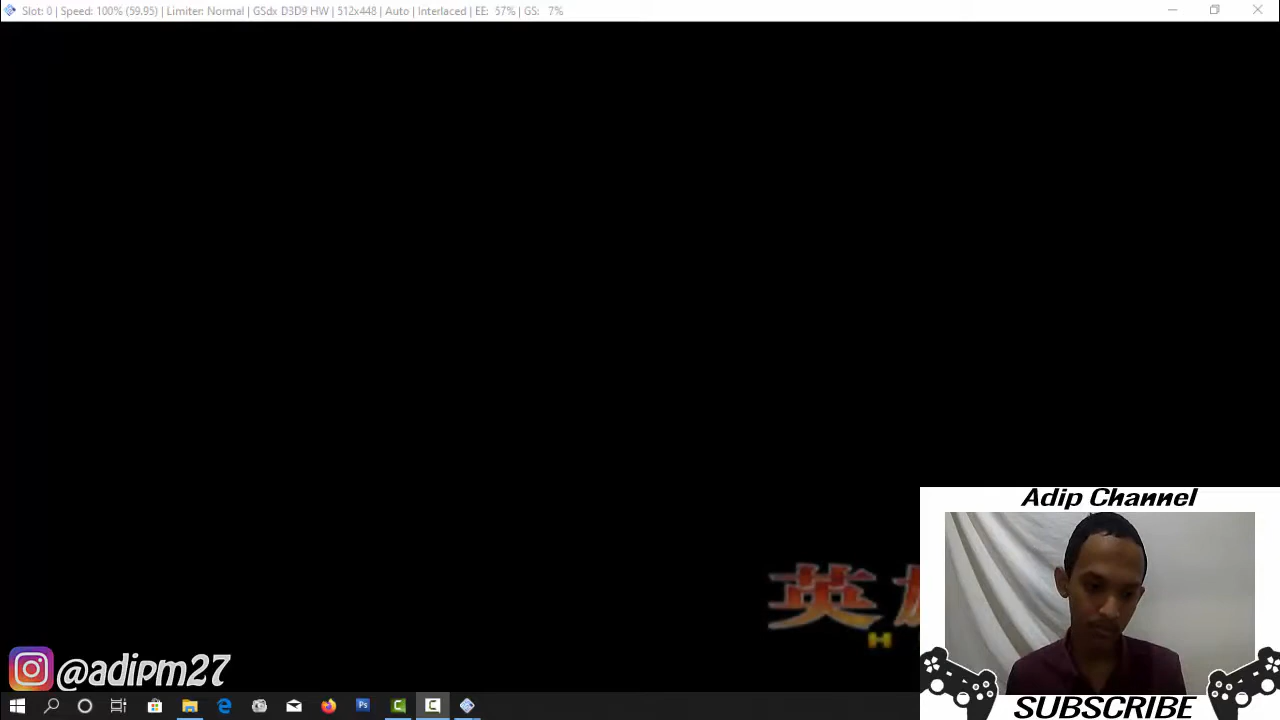 Slot: 0 | Speed: 100% (59.95) | Limiter: Normal | GSdx D3D9 HW | 512x448 | Auto | Interlaced | EE: 57% | GS: 7%
Adip Channel
英
H
@adipm27
SUBSCRIBE